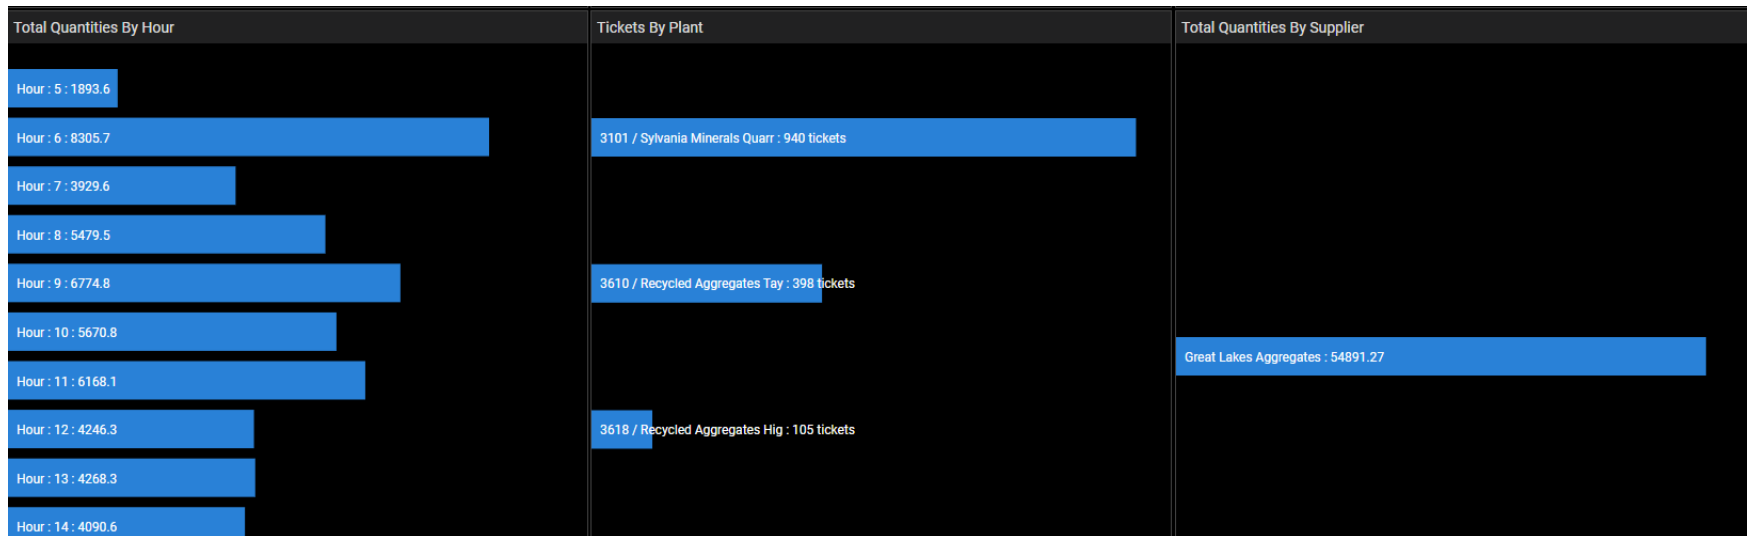 Total Quantities By Hour
Hour : 5 : 1893.6
Hour : 6 : 8305.7
Hour : 7 : 3929.6
Hour : 8 : 5479.5
Hour : 9 : 6774.8
Hour : 10 : 5670.8
Hour : 11 : 6168.1
Hour : 12 : 4246.3
Hour : 13 : 4268.3
Hour : 14 : 4090.6
Tickets By Plant
3101 / Sylvania Minerals Quarr : 940 tickets
3610 / Recycled Aggregates Tay : 398 tickets
3618 / Recycled Aggregates Hig : 105 tickets
Total Quantities By Supplier
Great Lakes Aggregates : 54891.27